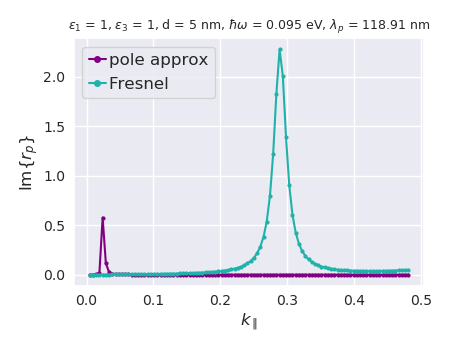 ε₁ = 1, ε₃ = 1, d = 5 nm, ℏω = 0.095 eV, λₚ = 118.91 nm
pole approx
Fresnel
Im{rₚ}
2.0
1.5
1.0
0.5
0.0
0.0 0.1 0.2 0.3 0.4 0.5
k∥